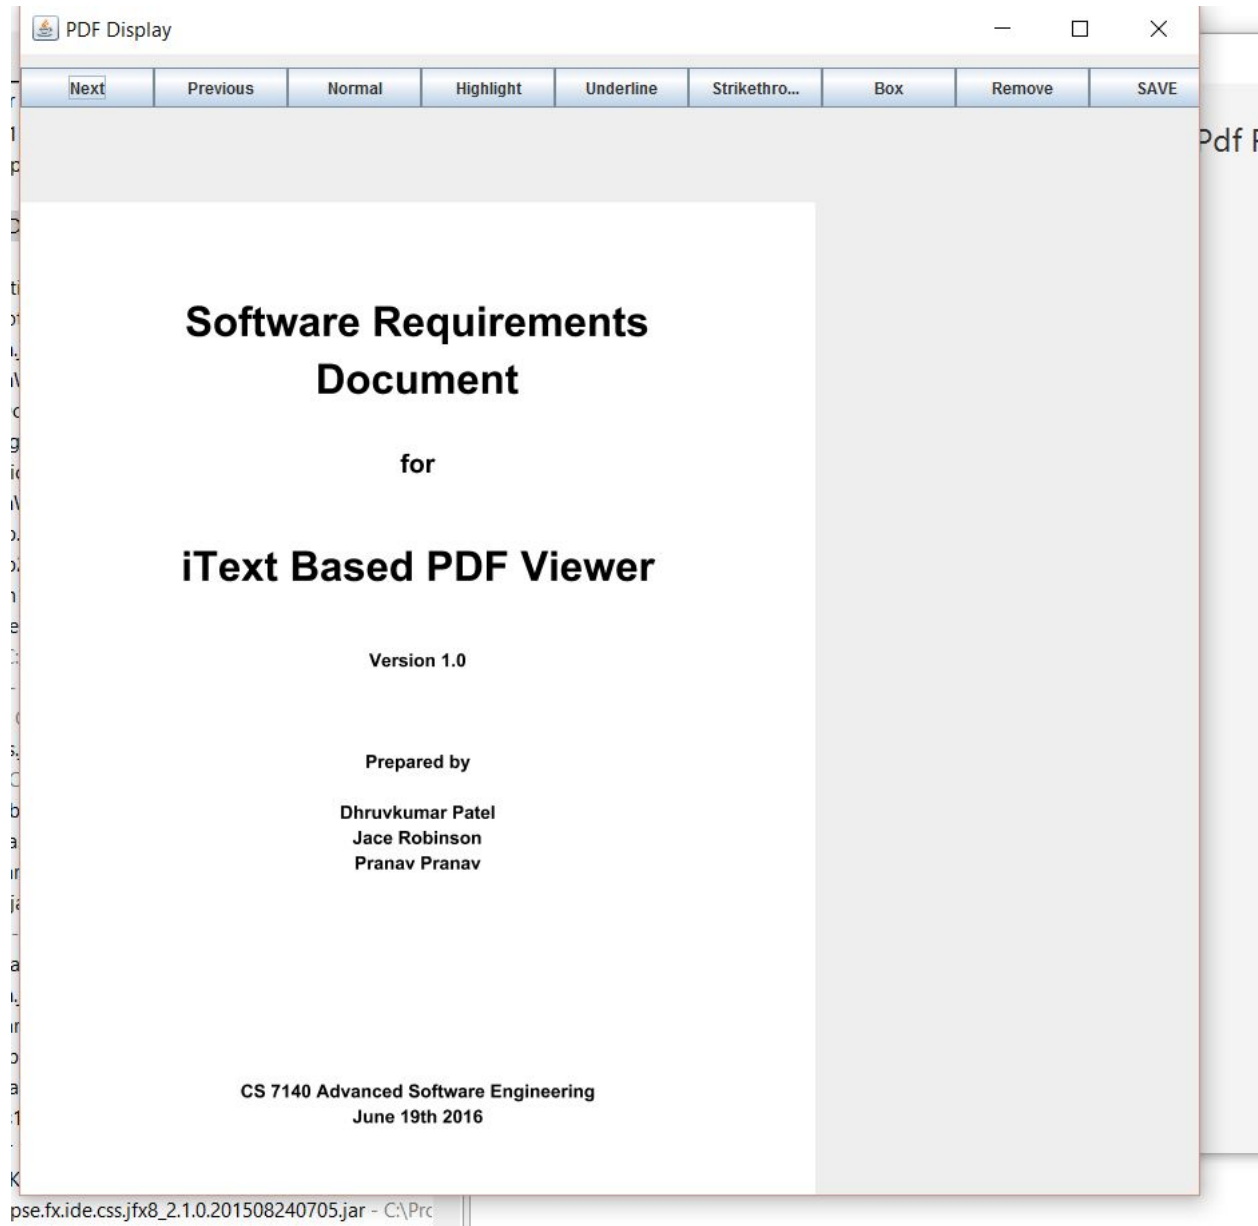 PDF Display
Next Previous Normal Highlight Underline Strikethro... Box Remove SAVE
Pdf
Software Requirements
Document
for
iText Based PDF Viewer
Version 1.0
Prepared by
Dhruvkumar Patel
Jace Robinson
Pranav Pranav
CS 7140 Advanced Software Engineering
June 19th 2016
pse.fx.ide.css.jfx8_2.1.0.201508240705.jar - C:\Prc